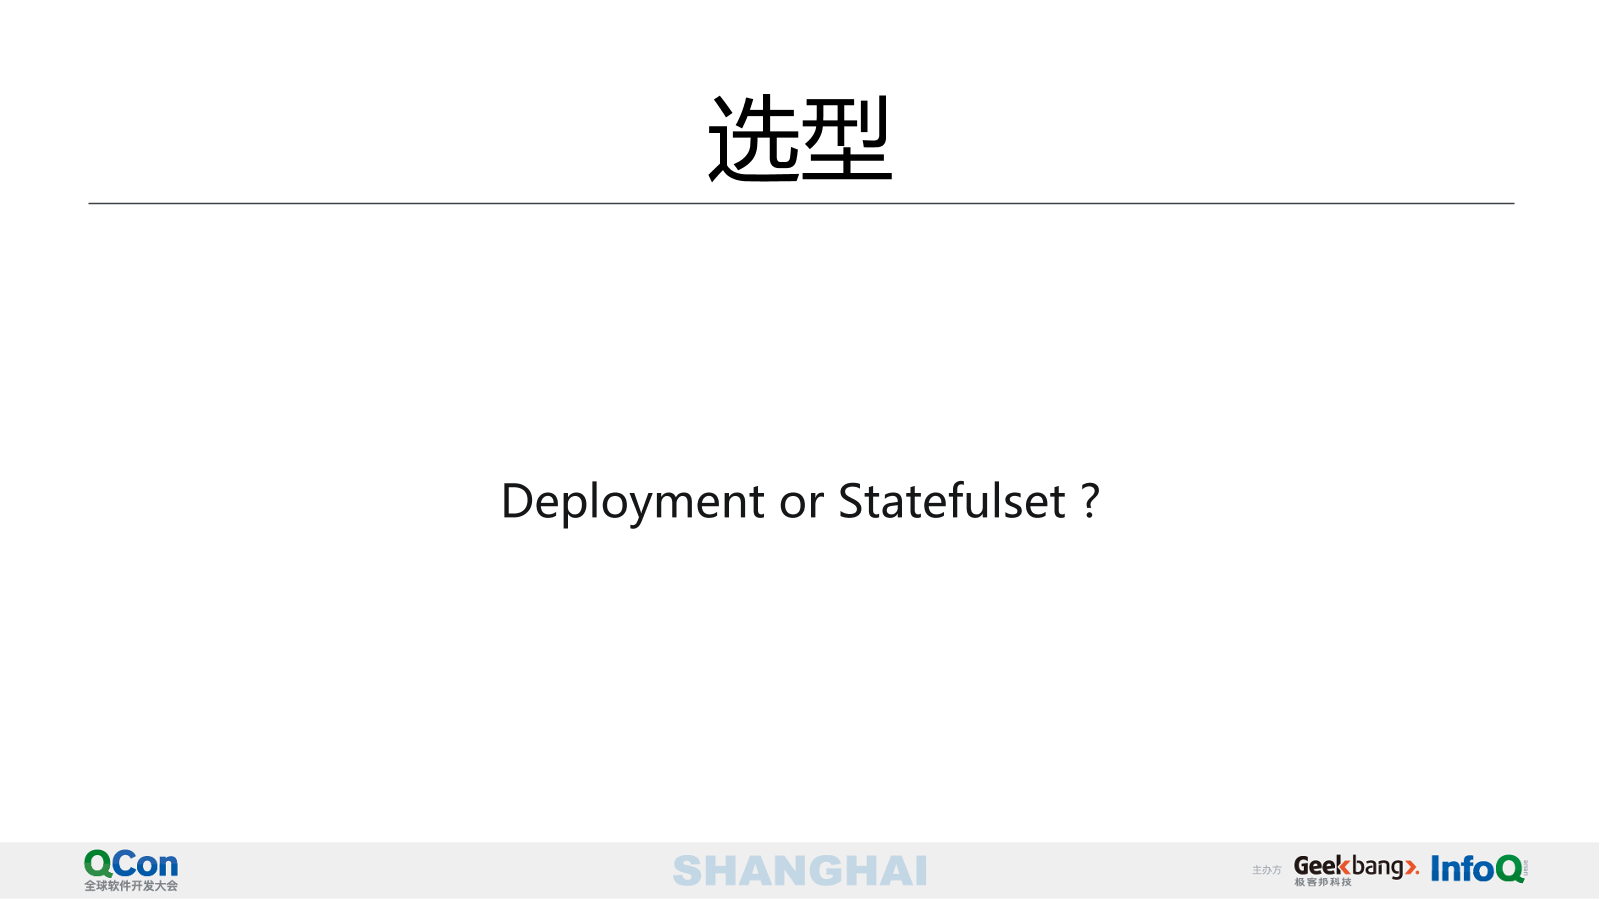 选型
Deployment or Statefulset ?
QCon
全球软件开发大会
SHANGHAI
主办方
Geekbang
极客邦科技
InfoQ